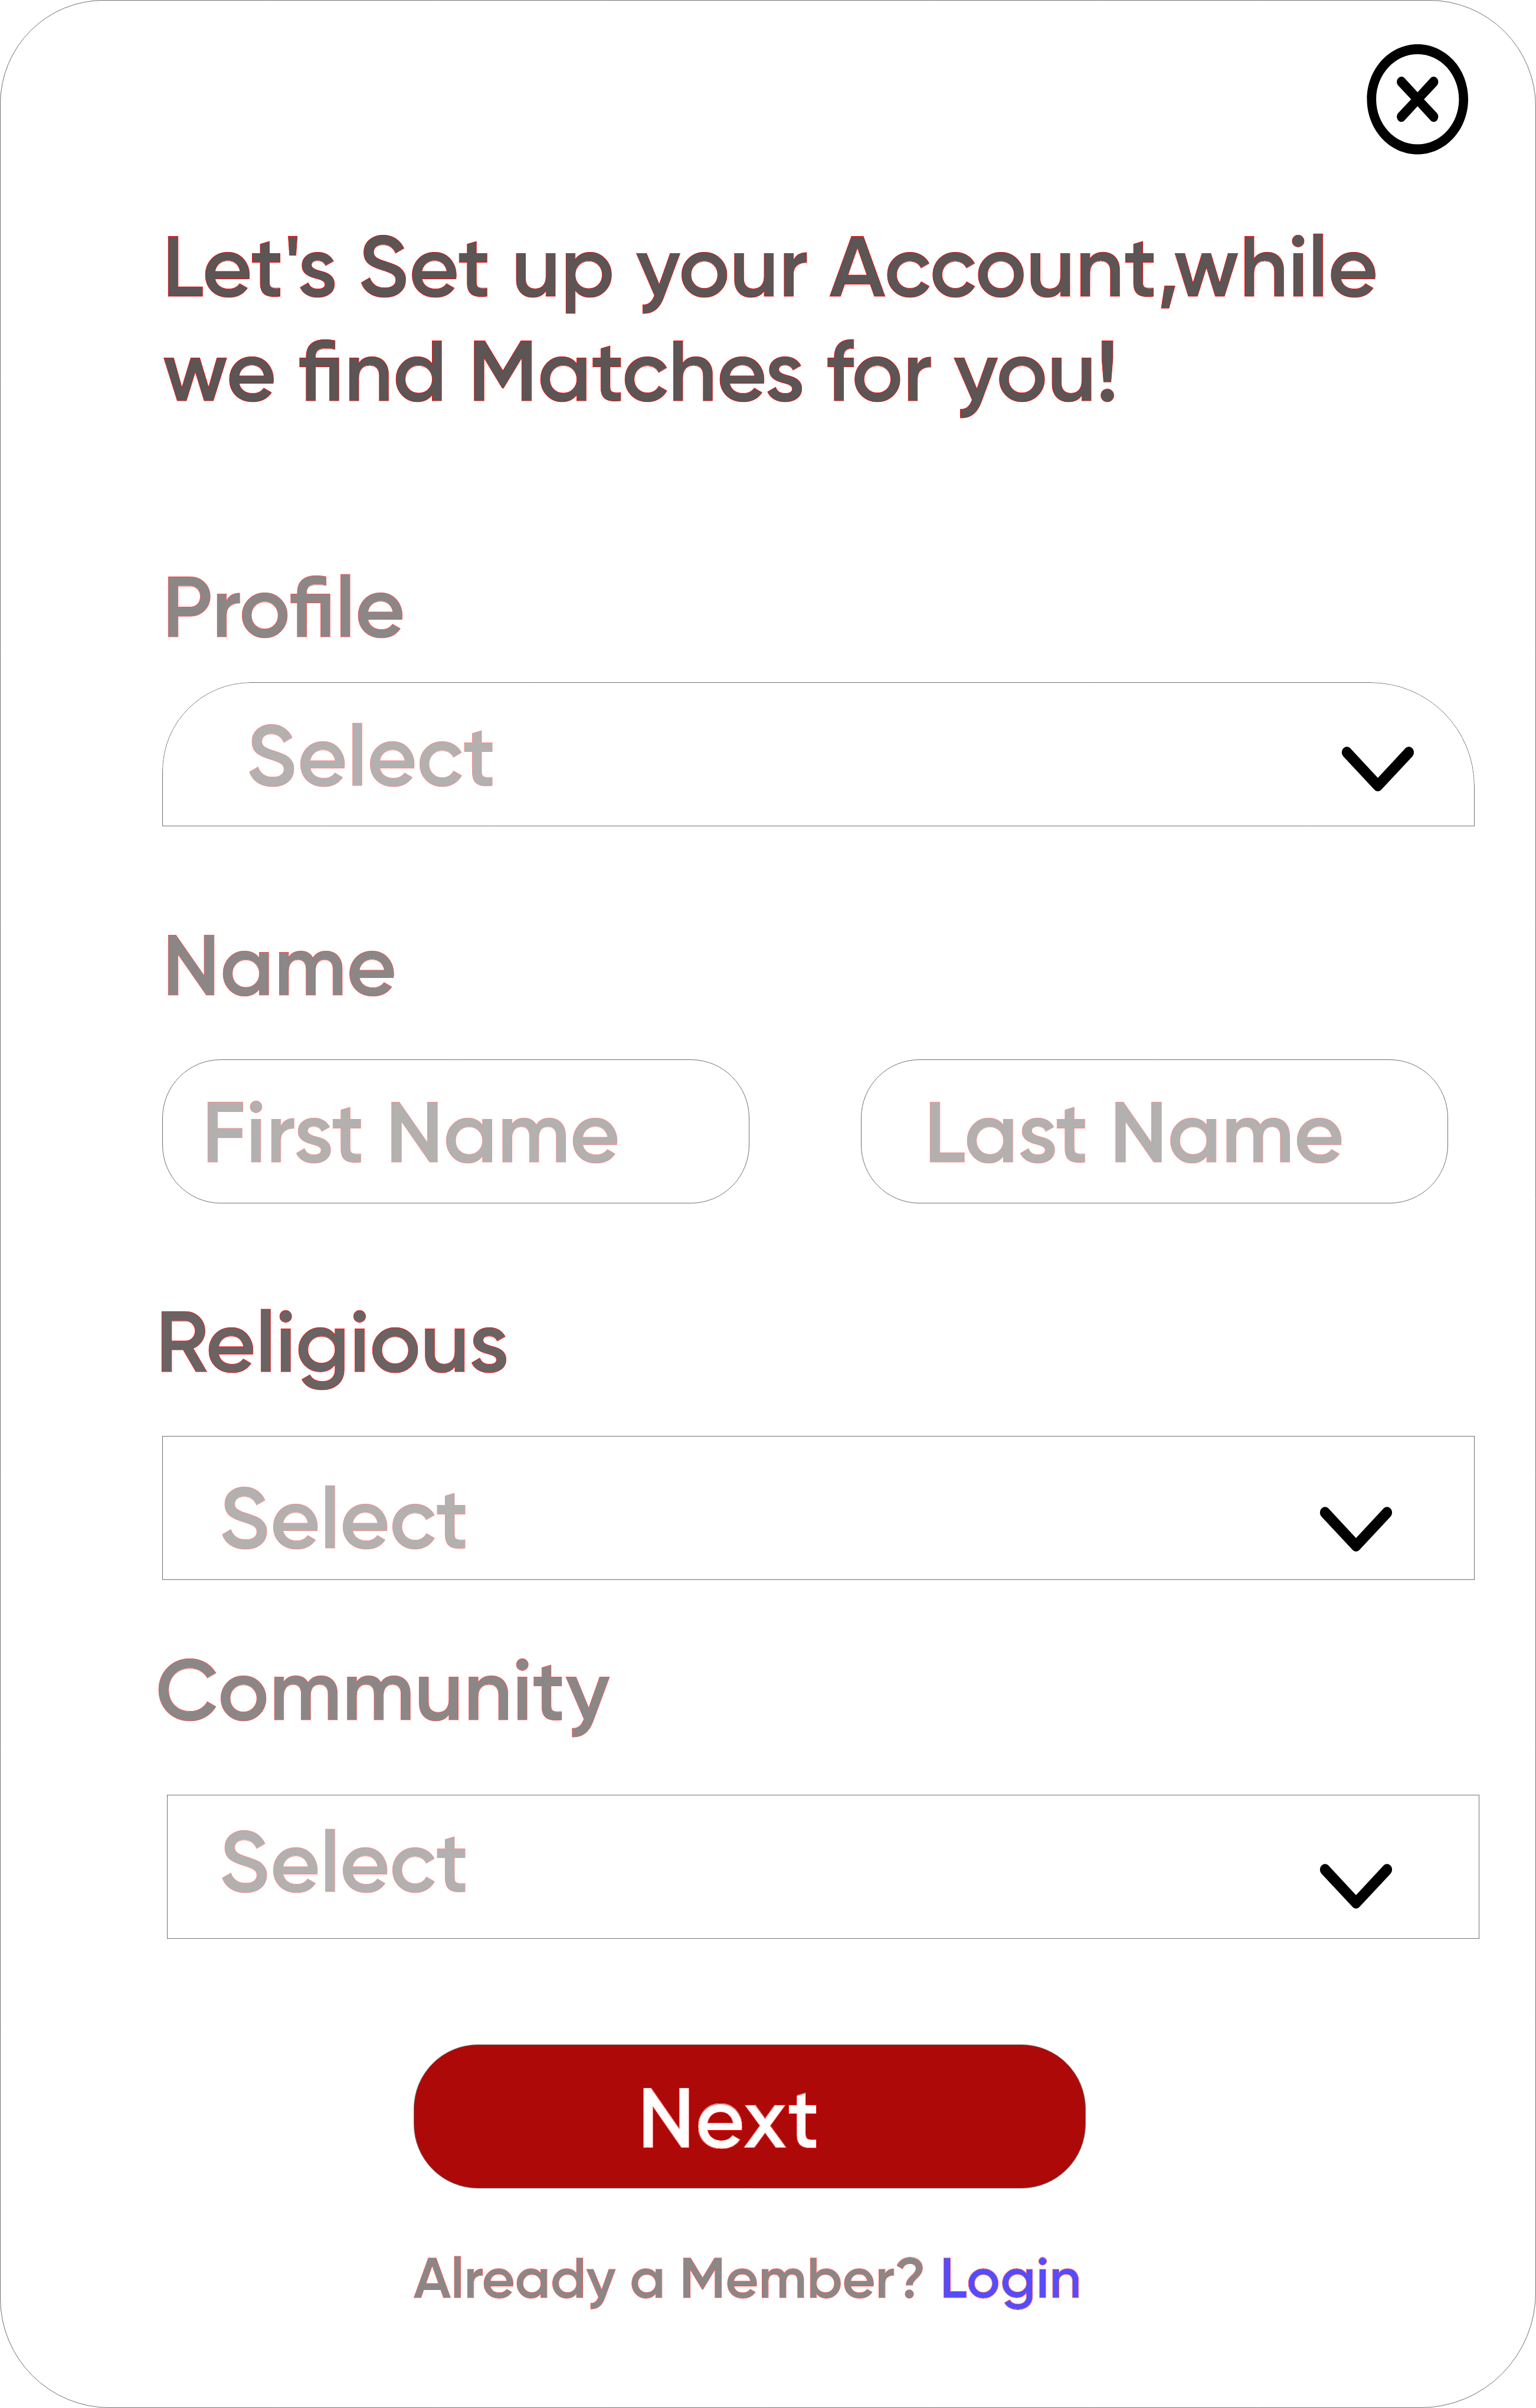 Let's Set up your Account,while
we find Matches for you!
Profile
Select
Name
First Name
Last Name
Religious
Select
Community
Select
Next
Already a Member? Login